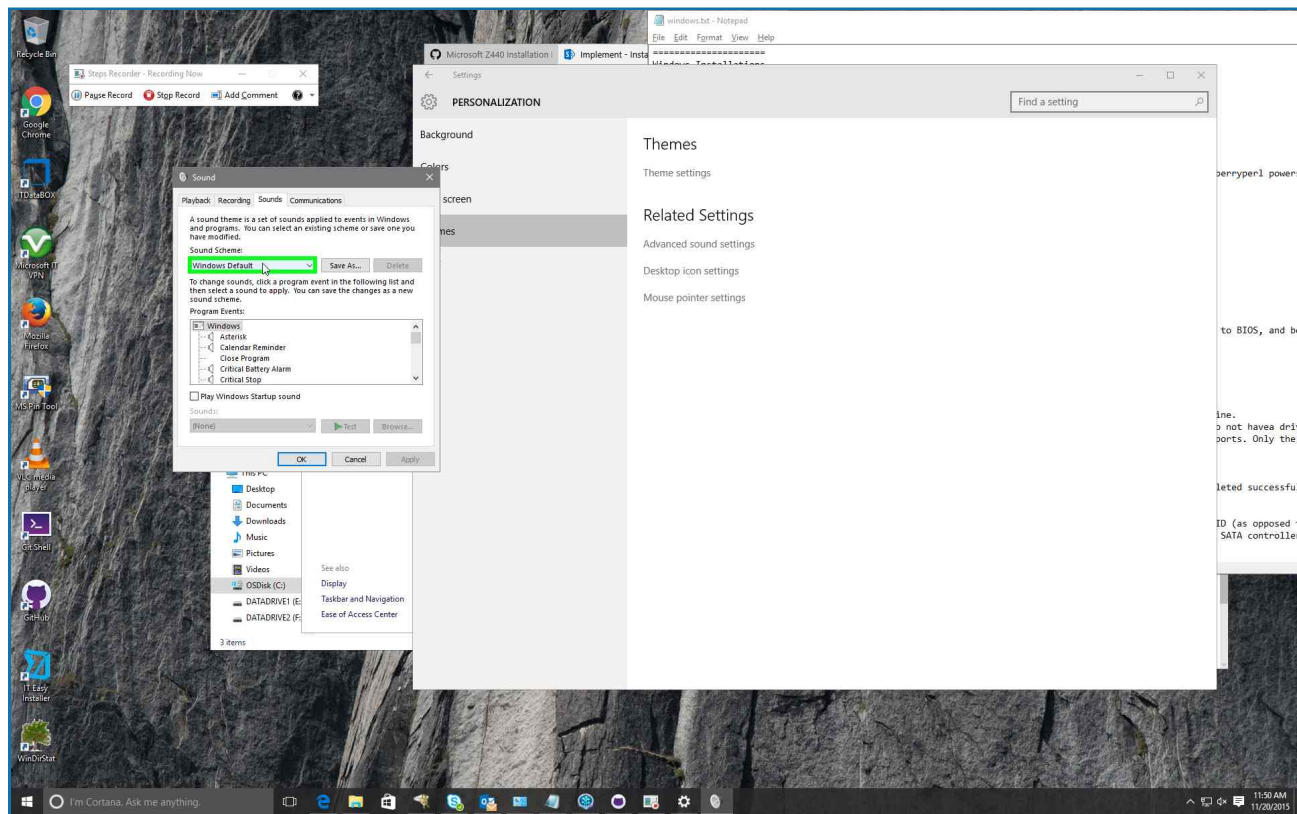 Recycle Bin
Google
Chrome
TDataBOX
Microsoft IT
VPN
Mozilla
Firefox
MS Pin Tool
VLC media
player
Git Shell
GitHub
IT Easy
Installer
WinDirStat
Steps Recorder - Recording Now
Pause Record Stop Record Add Comment
Microsoft Z440 Installation Implement - Insta
windows.txt - Notepad
File Edit Format View Help
=====================
Windows Installations
Settings
PERSONALIZATION
Find a setting
Background
Colors
screen
mes
Themes
Theme settings
Related Settings
Advanced sound settings
Desktop icon settings
Mouse pointer settings
Sound
Playback Recording Sounds Communications
A sound theme is a set of sounds applied to events in Windows
and programs. You can select an existing scheme or save one you
have modified.
Sound Scheme:
Windows Default Save As... Delete
To change sounds, click a program event in the following list and
then select a sound to apply. You can save the changes as a new
sound scheme.
Program Events:
Windows
Asterisk
Calendar Reminder
Close Program
Critical Battery Alarm
Critical Stop
Play Windows Startup sound
Sounds:
(None) Test Browse...
OK Cancel Apply
This PC
Desktop
Documents
Downloads
Music
Pictures
Videos
OSDisk (C:)
DATADRIVE1 (E:
DATADRIVE2 (F:
3 items
See also
Display
Taskbar and Navigation
Ease of Access Center
berryperl power
to BIOS, and b
ine.
o not havea dri
ports. Only the
leted successfu
ID (as opposed
SATA controlle
I'm Cortana. Ask me anything.
11:50 AM
11/20/2015